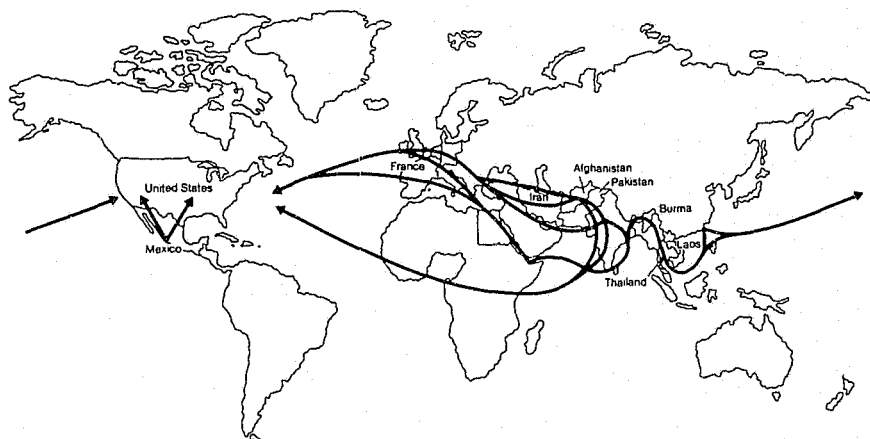 Afghanistan
France
Pakistan
United States
Iran
Burma
Mexico
Laos
Thailand